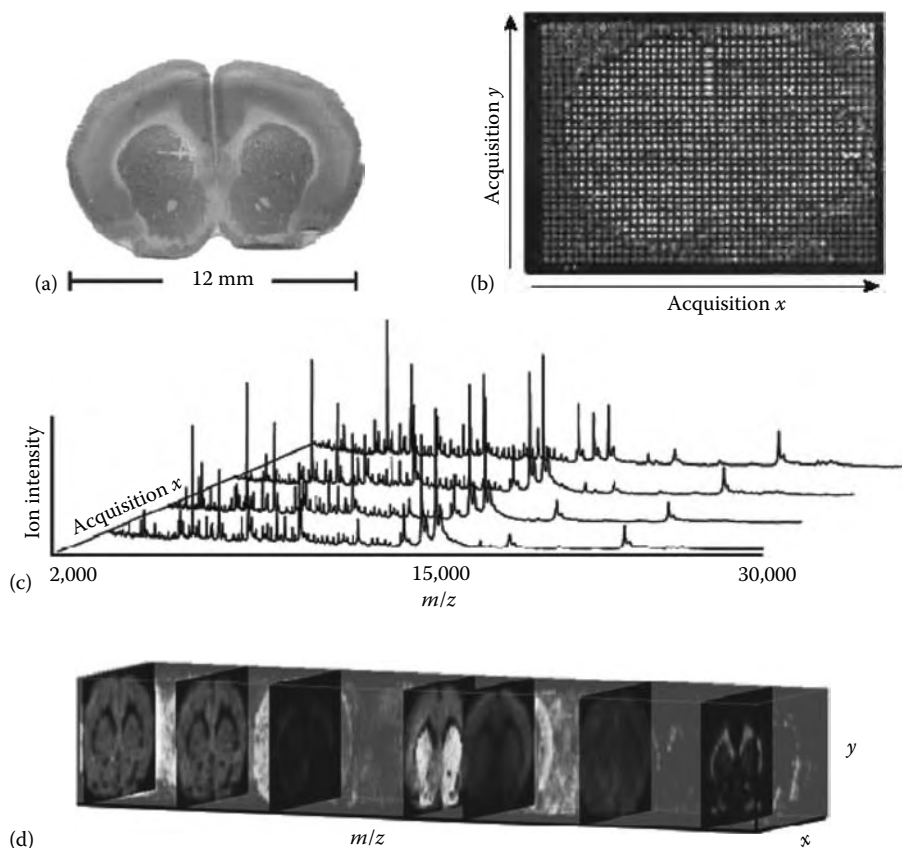 (a)
12 mm
Acquisition y
(b)
Acquisition x
Ion intensity
Acquisition x
(c)
2,000
15,000
30,000
m/z
y
(d)
m/z
x